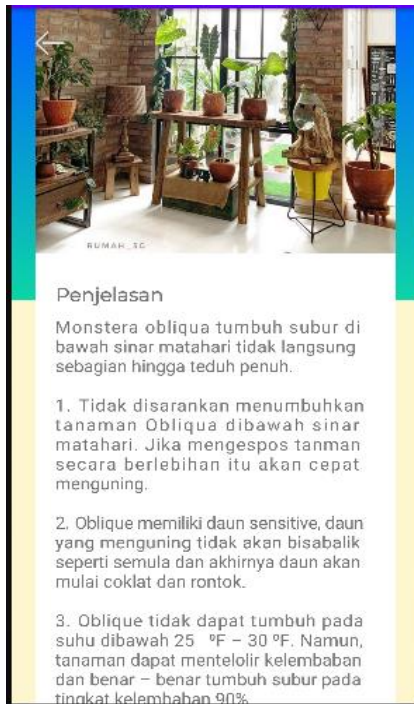 RUMAH_SG
Penjelasan
Monstera obliqua tumbuh subur di
bawah sinar matahari tidak langsung
sebagian hingga teduh penuh.
1. Tidak disarankan menumbuhkan
tanaman Obliqua dibawah sinar
matahari. Jika mengespos tanman
secara berlebihan itu akan cepat
menguning.
2. Oblique memiliki daun sensitive, daun
yang menguning tidak akan bisabalik
seperti semula dan akhirnya daun akan
mulai coklat dan rontok.
3. Oblique tidak dapat tumbuh pada
suhu dibawah 25 ºF – 30 ºF. Namun,
tanaman dapat mentelolir kelembaban
dan benar – benar tumbuh subur pada
tingkat kelembaban 90%